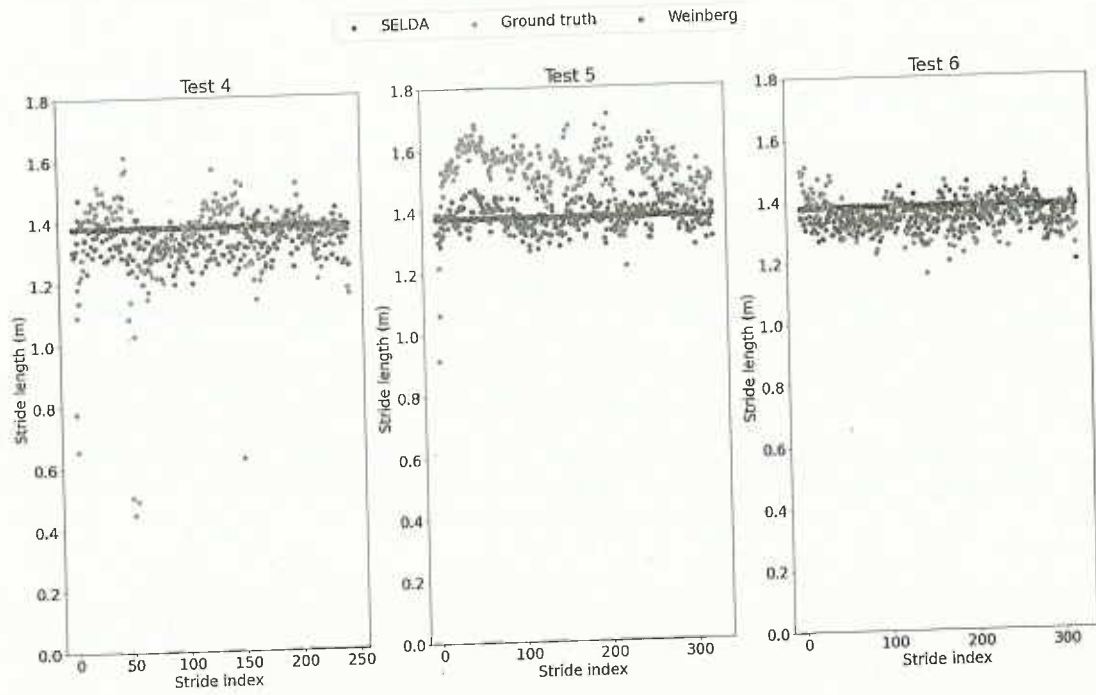 SELDA Ground truth Weinberg
Test 4
Stride length (m)
1.8
1.6
1.4
1.2
1.0
0.8
0.6
0.4
0.2
0.0
0 50 100 150 200 250
Stride index
Test 5
Stride length (m)
1.8
1.6
1.4
1.2
1.0
0.8
0.6
0.4
0.2
0.0
0 100 200 300
Stride index
Test 6
Stride length (m)
1.8
1.6
1.4
1.2
1.0
0.8
0.6
0.4
0.2
0.0
0 100 200 300
Stride index